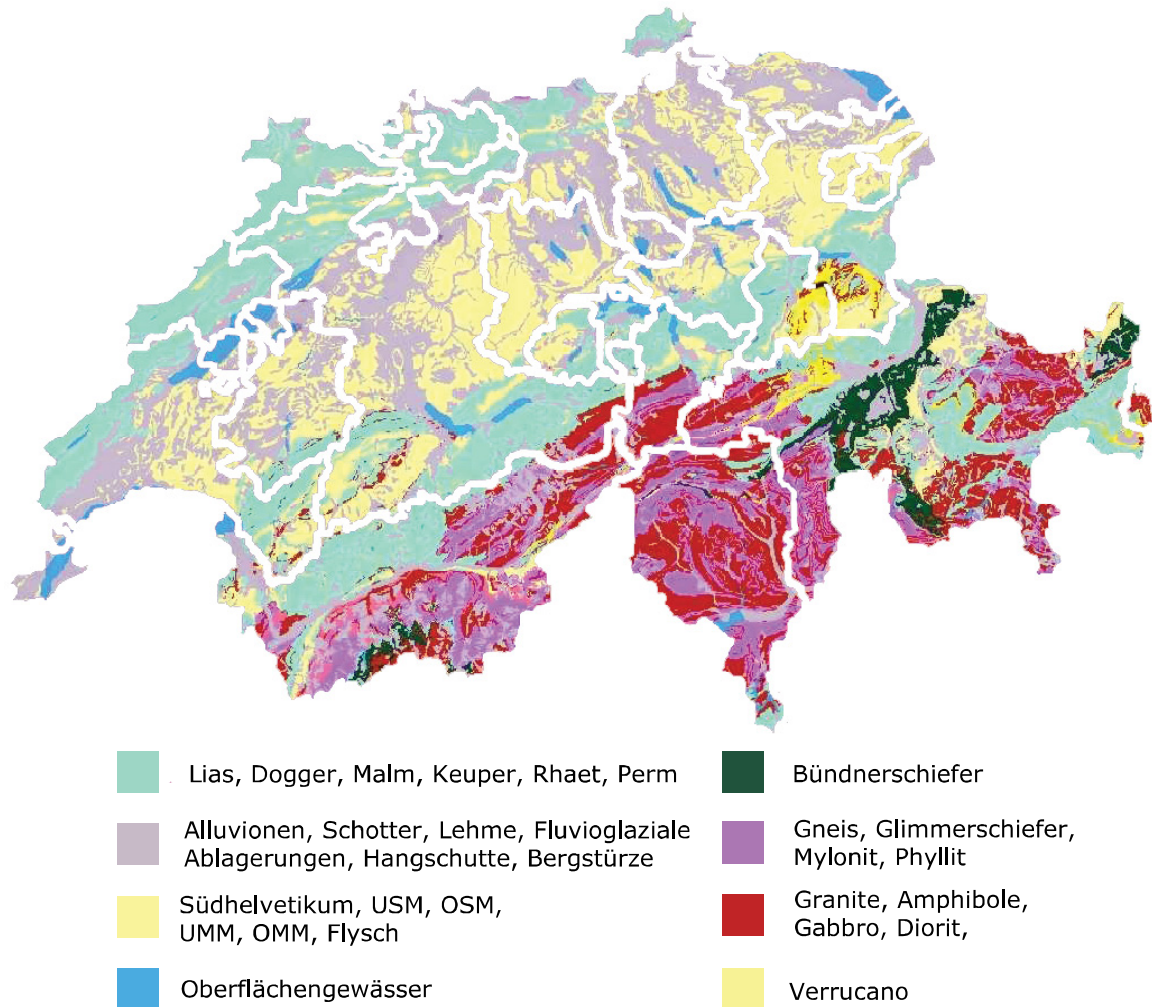 Lias, Dogger, Malm, Keuper, Rhaet, Perm
Alluvionen, Schotter, Lehme, Fluvioglaziale
Ablagerungen, Hangschutte, Bergstürze
Südhelvetikum, USM, OSM,
UMM, OMM, Flysch
Oberflächengewässer
Bündnerschiefer
Gneis, Glimmerschiefer,
Mylonit, Phyllit
Granite, Amphibole,
Gabbro, Diorit,
Verrucano